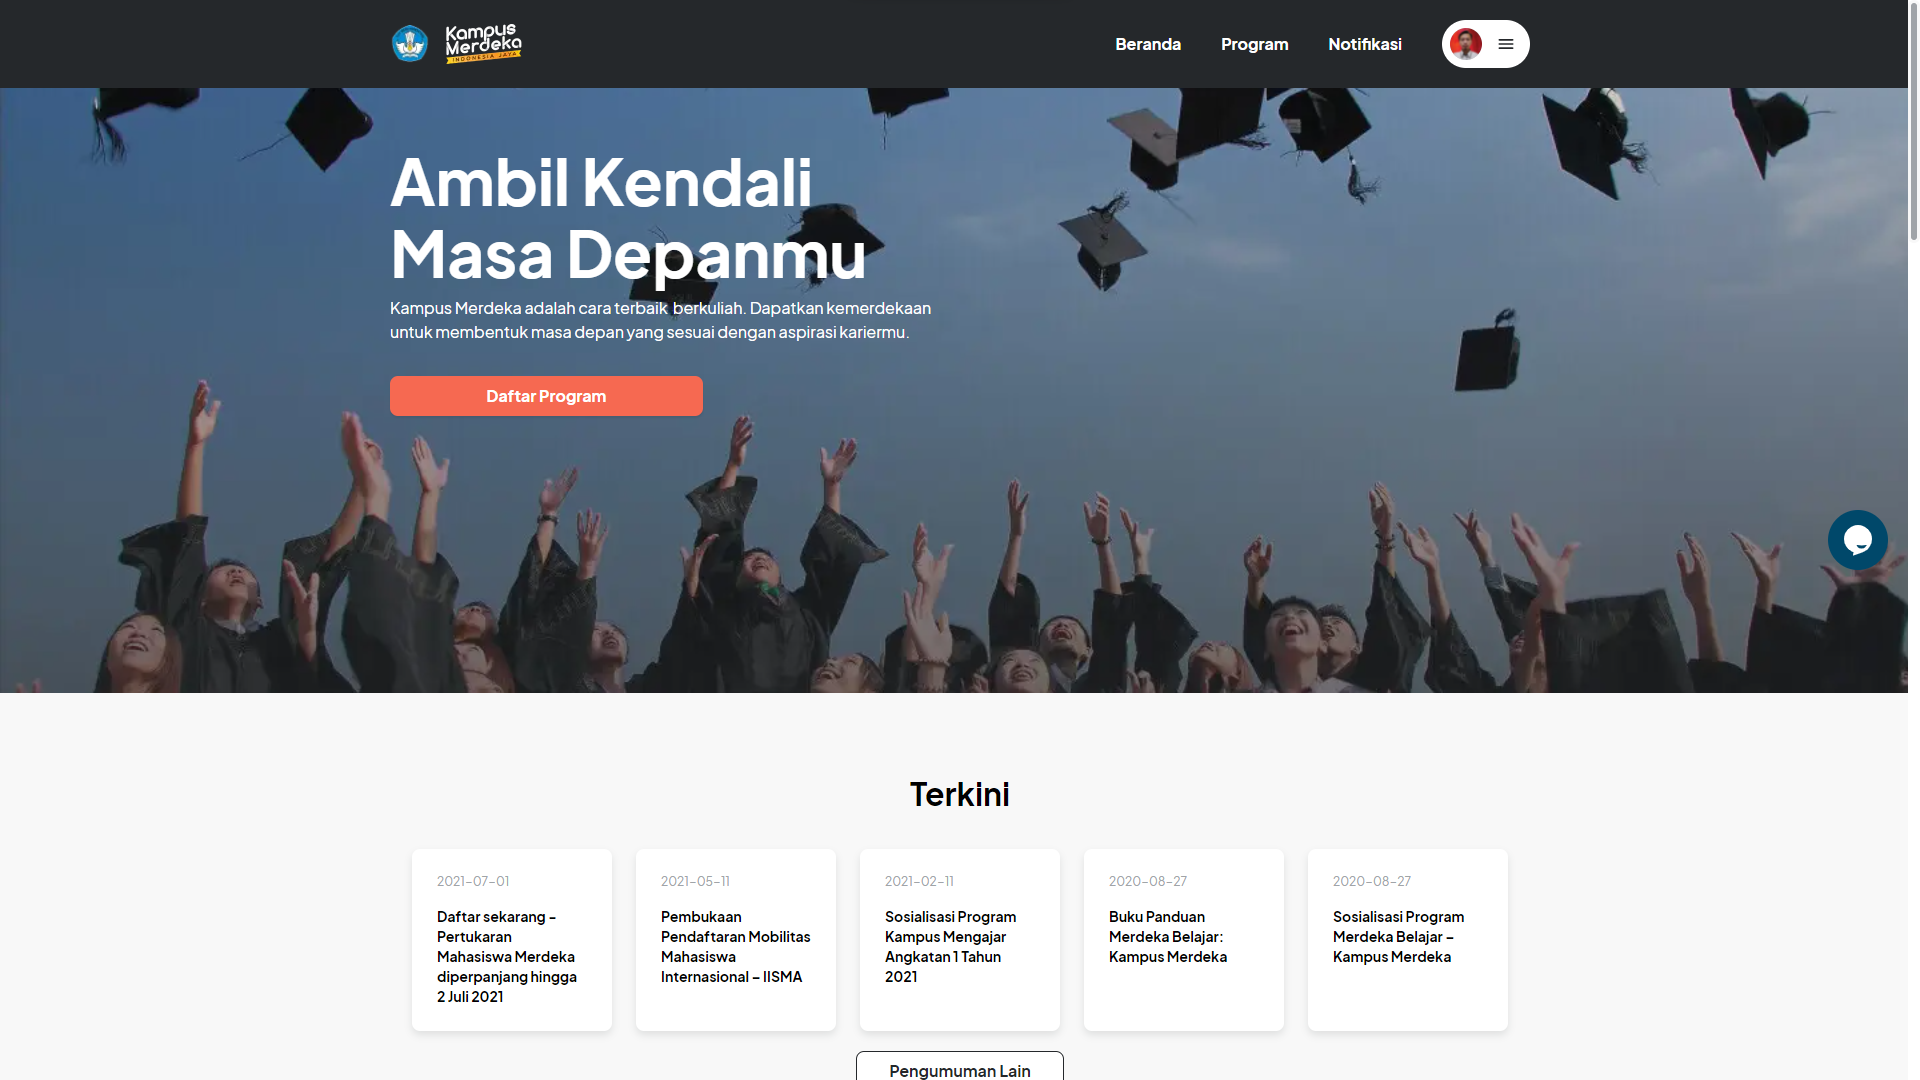 Kampus
Merdeka
INDONESIA JAYA
Beranda
Program
Notifikasi
Ambil Kendali
Masa Depanmu
Kampus Merdeka adalah cara terbaik berkuliah. Dapatkan kemerdekaan
untuk membentuk masa depan yang sesuai dengan aspirasi kariermu.
Daftar Program
Terkini
2021-07-01
Daftar sekarang -
Pertukaran
Mahasiswa Merdeka
diperpanjang hingga
2 Juli 2021
2021-05-11
Pembukaan
Pendaftaran Mobilitas
Mahasiswa
Internasional – IISMA
2021-02-11
Sosialisasi Program
Kampus Mengajar
Angkatan 1 Tahun
2021
2020-08-27
Buku Panduan
Merdeka Belajar:
Kampus Merdeka
2020-08-27
Sosialisasi Program
Merdeka Belajar –
Kampus Merdeka
Pengumuman Lain